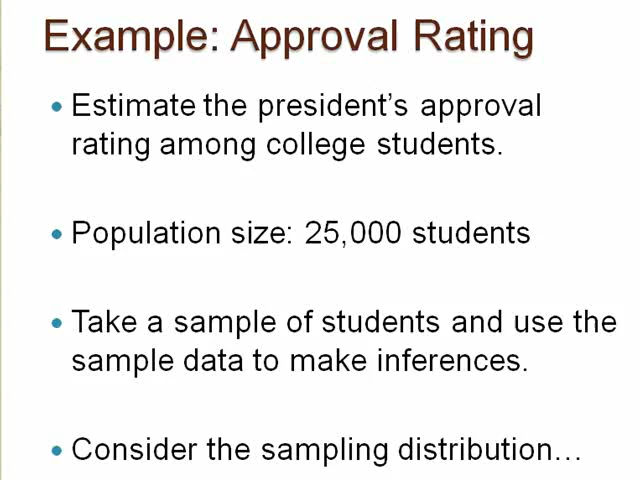 Example: Approval Rating
• Estimate the president’s approval
rating among college students.
• Population size: 25,000 students
• Take a sample of students and use the
sample data to make inferences.
• Consider the sampling distribution…